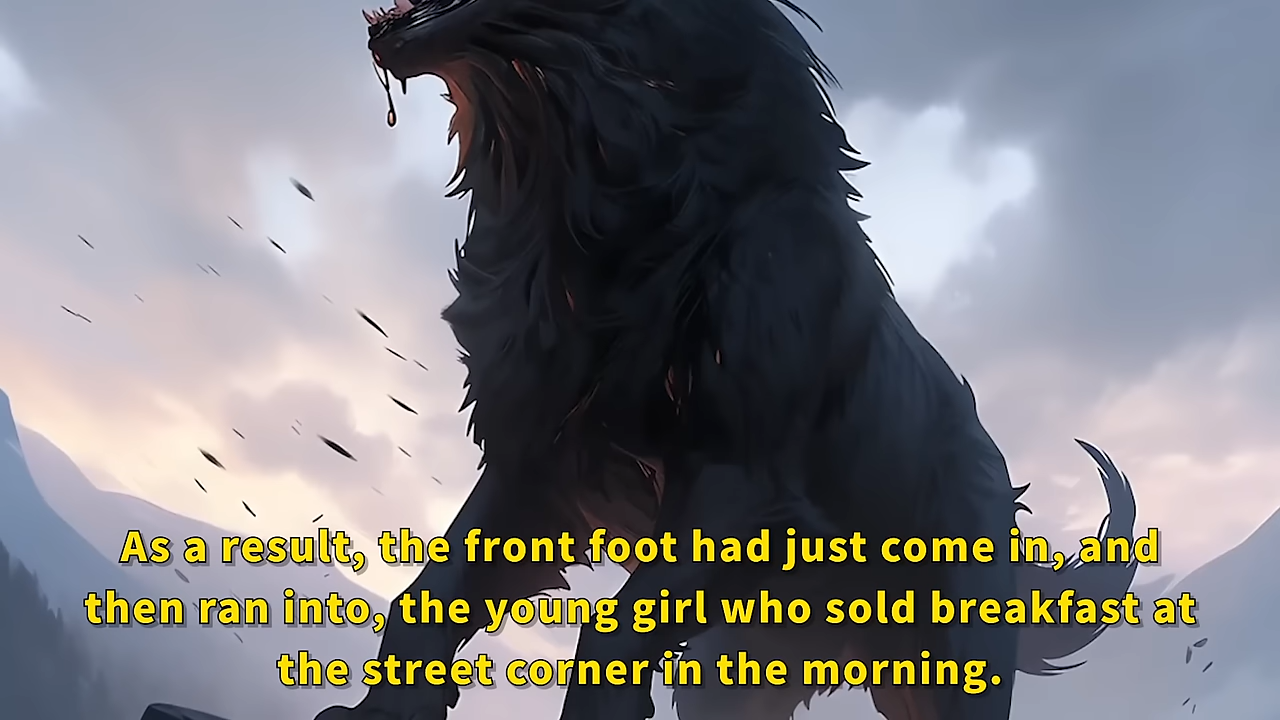 As a result, the front foot had just come in, and
then ran into, the young girl who sold breakfast at
the street corner in the morning.